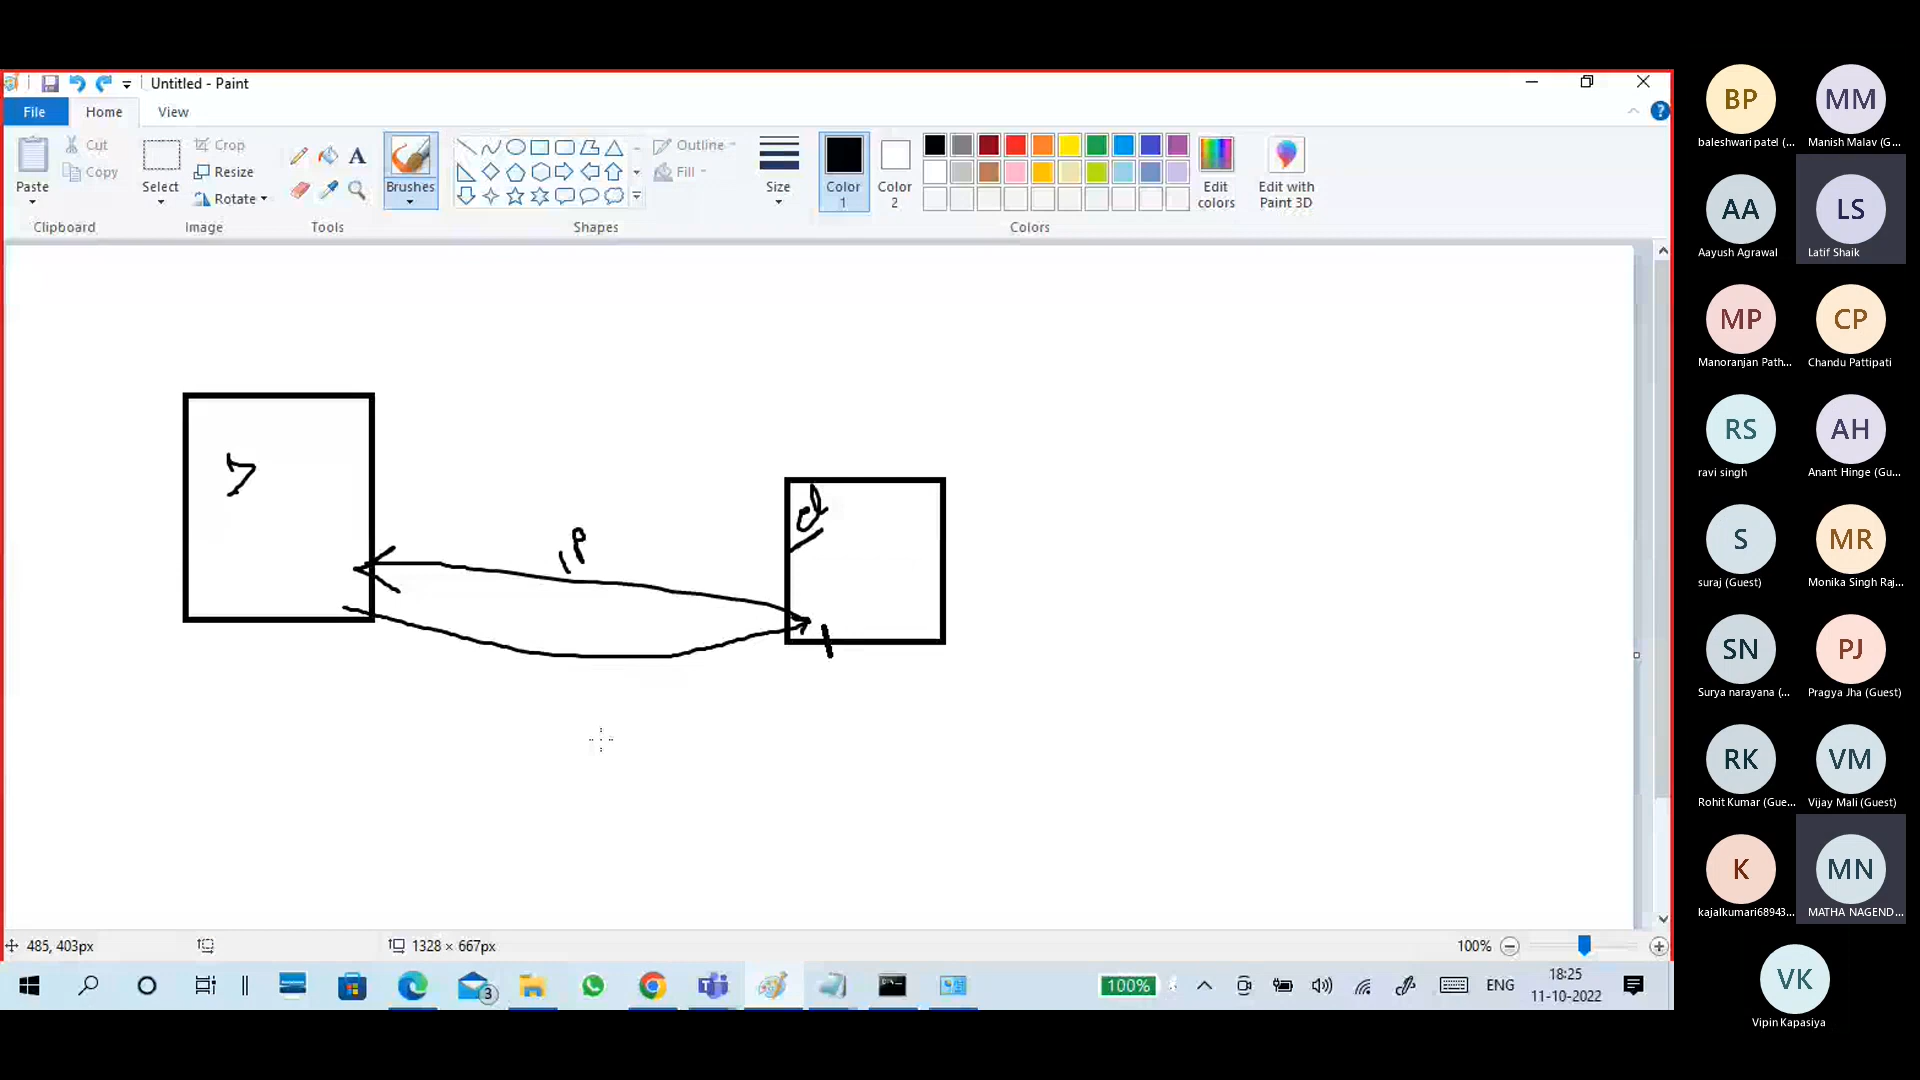 Untitled - Paint
File Home View
Paste
Cut
Copy
Clipboard
Select
Crop
Resize
Rotate
Image
Tools
Brushes
Shapes
Outline
Fill
Size
Color 1
Color 2
Edit colors
Edit with Paint 3D
Colors
IP
485, 403px
1328 × 667px
100%
3
100%
ENG
18:25
11-10-2022
BP
baleshwari patel (...
MM
Manish Malav (G...
AA
Aayush Agrawal
LS
Latif Shaik
MP
Manoranjan Path...
CP
Chandu Pattipati
RS
ravi singh
AH
Anant Hinge (Gu...
S
suraj (Guest)
MR
Monika Singh Raj...
SN
Surya narayana (...
PJ
Pragya Jha (Guest)
RK
Rohit Kumar (Gue...
VM
Vijay Mali (Guest)
K
kajalkumari68943...
MN
MATHA NAGEND...
VK
Vipin Kapasiya